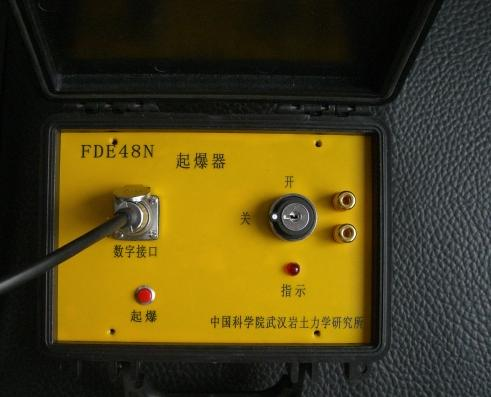 FDE48N 起爆器
开
关
数字接口
指示
起爆
中国科学院武汉岩土力学研究所